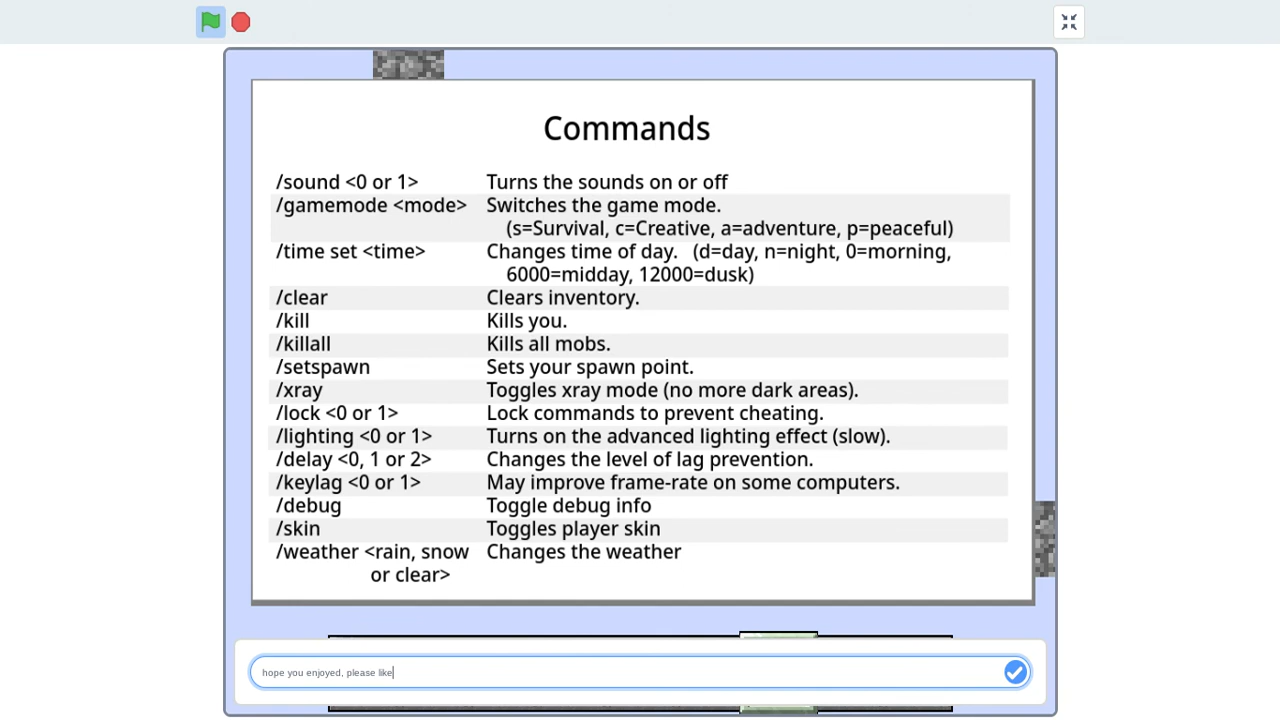 Commands
/sound <0 or 1> Turns the sounds on or off
/gamemode <mode> Switches the game mode.
(s=Survival, c=Creative, a=adventure, p=peaceful)
/time set <time> Changes time of day. (d=day, n=night, 0=morning,
6000=midday, 12000=dusk)
/clear Clears inventory.
/kill Kills you.
/killall Kills all mobs.
/setspawn Sets your spawn point.
/xray Toggles xray mode (no more dark areas).
/lock <0 or 1> Lock commands to prevent cheating.
/lighting <0 or 1> Turns on the advanced lighting effect (slow).
/delay <0, 1 or 2> Changes the level of lag prevention.
/keylag <0 or 1> May improve frame-rate on some computers.
/debug Toggle debug info
/skin Toggles player skin
/weather <rain, snow Changes the weather
or clear>
hope you enjoyed, please like